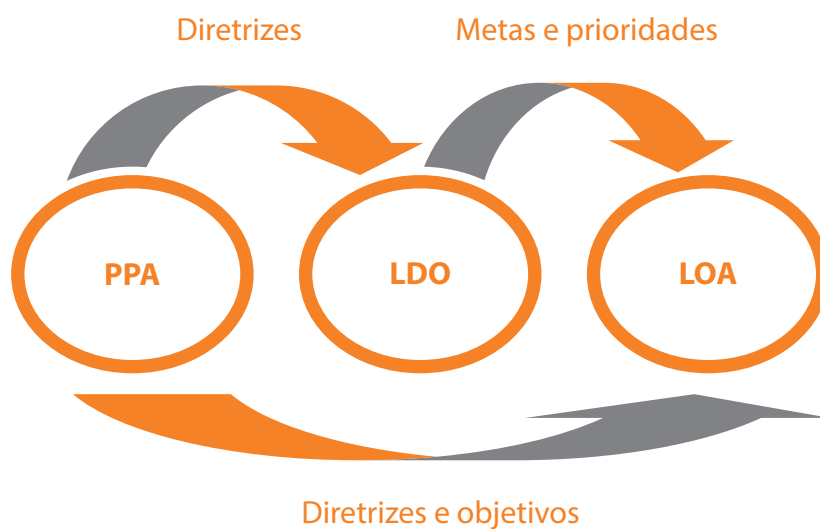 Diretrizes
Metas e prioridades
PPA
LDO
LOA
Diretrizes e objetivos